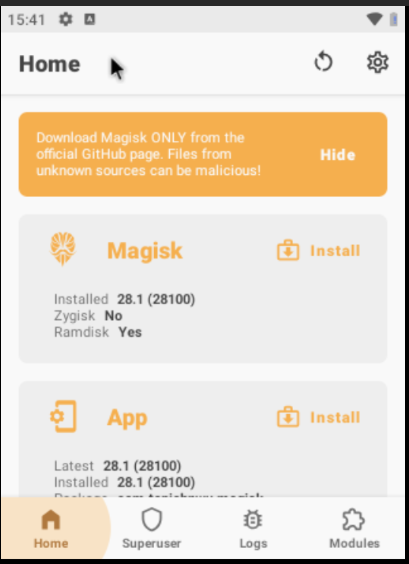 15:41
Home
Download Magisk ONLY from the
official GitHub page. Files from
unknown sources can be malicious!
Hide
Magisk
Install
Installed 28.1 (28100)
Zygisk No
Ramdisk Yes
App
Install
Latest 28.1 (28100)
Installed 28.1 (28100)
Home
Superuser
Logs
Modules